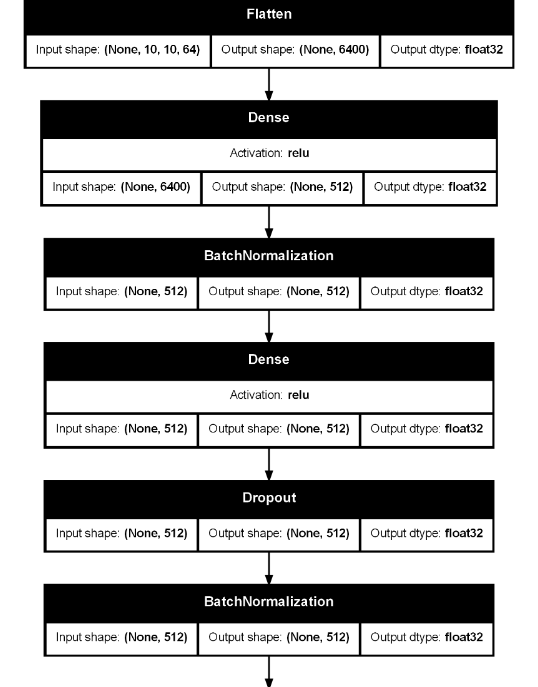 Flatten
Input shape: (None, 10, 10, 64) Output shape: (None, 6400) Output dtype: float32
Dense
Activation: relu
Input shape: (None, 6400) Output shape: (None, 512) Output dtype: float32
BatchNormalization
Input shape: (None, 512) Output shape: (None, 512) Output dtype: float32
Dense
Activation: relu
Input shape: (None, 512) Output shape: (None, 512) Output dtype: float32
Dropout
Input shape: (None, 512) Output shape: (None, 512) Output dtype: float32
BatchNormalization
Input shape: (None, 512) Output shape: (None, 512) Output dtype: float32